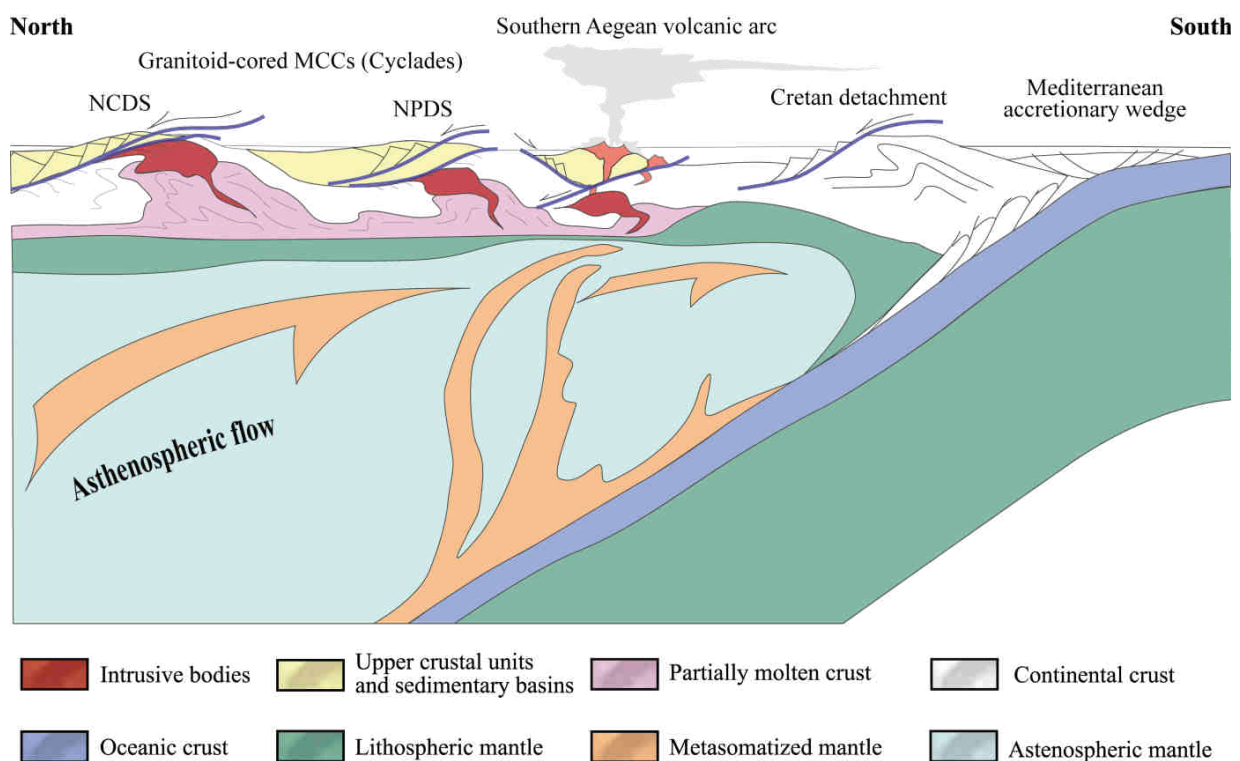 North
Southern Aegean volcanic arc
South
Granitoid-cored MCCs (Cyclades)
Mediterranean
accretionary wedge
NCDS
NPDS
Cretan detachment
Asthenospheric flow
Intrusive bodies
Upper crustal units
and sedimentary basins
Partially molten crust
Continental crust
Oceanic crust
Lithospheric mantle
Metasomatized mantle
Astenospheric mantle